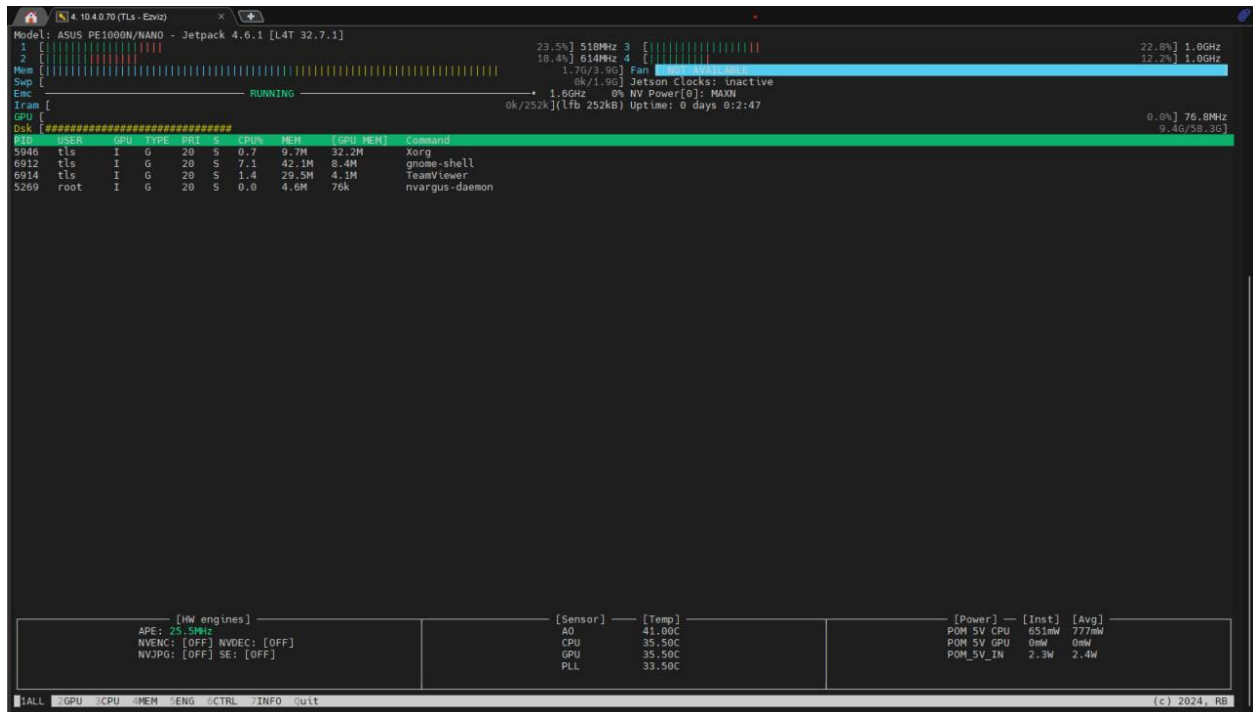 4. 10.4.0.70 (TLs - Ezviz)
Model: ASUS PE1000N/NANO - Jetpack 4.6.1 [L4T 32.7.1]
1 [|||||||||||||||||||| 23.5%] 518MHz 3 [||||||||||||||||||| 22.8%] 1.0GHz
2 [|||||||||||||||| 18.4%] 614MHz 4 [|||||||||| 12.2%] 1.0GHz
Mem [|||||||||||||||||||||||||||||||||||||||||||||||||||||||||||||||||||||||||| 1.7G/3.9G] Fan [ NOT AVAILABLE
Swp [ 0k/1.9G] Jetson Clocks: inactive
Emc RUNNING 1.6GHz 0% NV Power[0]: MAXN
Iram [ 0k/252k](lfb 252kB) Uptime: 0 days 0:2:47
GPU [ 0.0%] 76.8MHz
Dsk [############################### 9.4G/58.3G]
PID USER GPU TYPE PRI S CPU% MEM [GPU MEM] Command
5946 tls I G 20 S 0.7 9.7M 32.2M Xorg
6912 tls I G 20 S 7.1 42.1M 8.4M gnome-shell
6914 tls I G 20 S 1.4 29.5M 4.1M TeamViewer
5269 root I G 20 S 0.0 4.6M 76k nvargus-daemon
[HW engines]
APE: 25.5MHz
NVENC: [OFF] NVDEC: [OFF]
NVJPG: [OFF] SE: [OFF]
[Sensor] [Temp]
AO 41.00C
CPU 35.50C
GPU 35.50C
PLL 33.50C
[Power] [Inst] [Avg]
POM 5V CPU 651mW 777mW
POM 5V GPU 0mW 0mW
POM_5V_IN 2.3W 2.4W
1ALL 2GPU 3CPU 4MEM 5ENG 6CTRL 7INFO Quit (c) 2024, RB